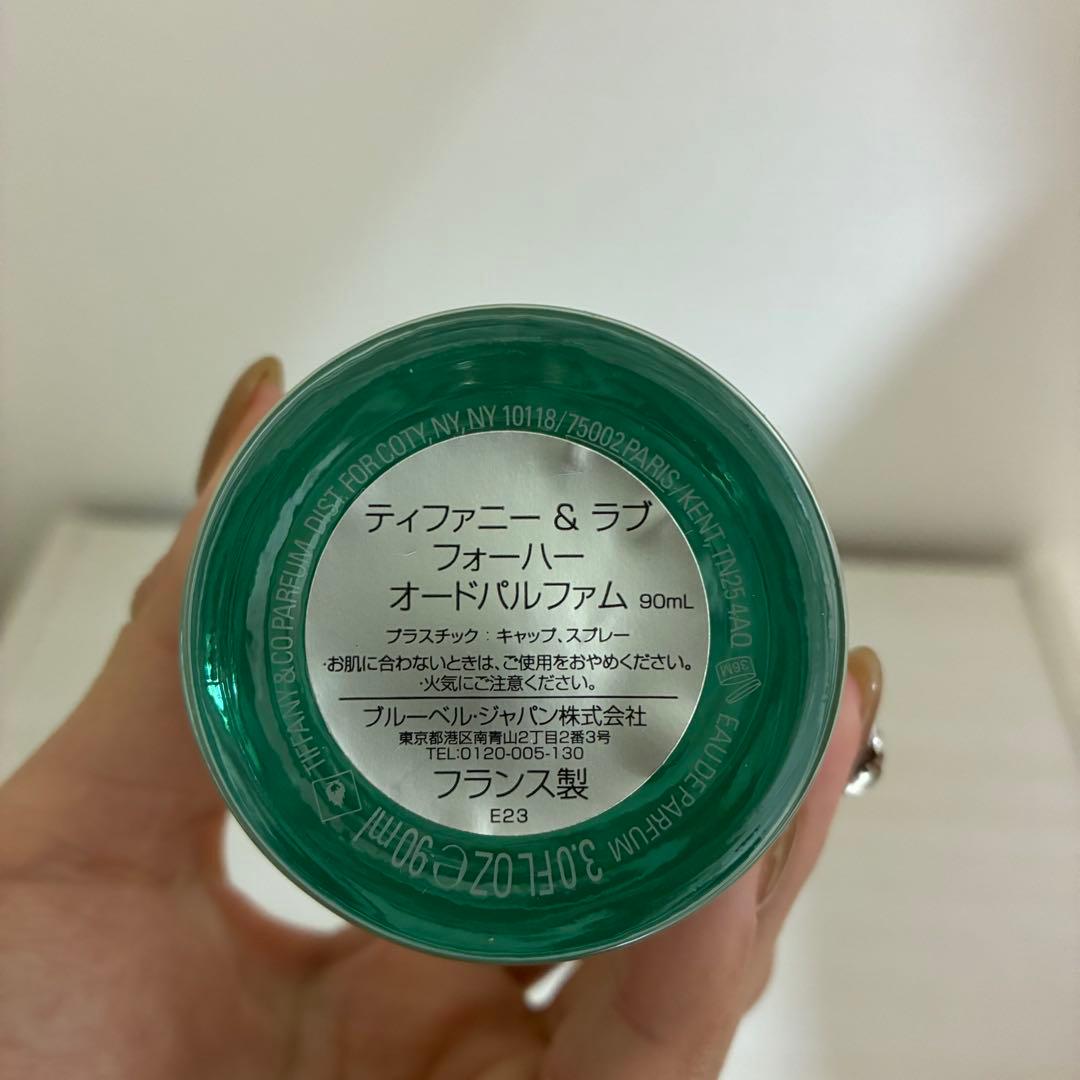 TIFFANY & CO PARFUM. DIST. FOR COTY, NY, NY 10118/75002 PARIS/KENT, TN25 4AQ
36M
EAU DE PARFUM 3.0 FL OZ ℮ 90 ml
ティファニー & ラブ
フォーハー
オードパルファム 90mL
プラスチック：キャップ、スプレー
・お肌に合わないときは、ご使用をおやめください。
・火気にご注意ください。
ブルーベル・ジャパン株式会社
東京都港区南青山2丁目2番3号
TEL:0120-005-130
フランス製
E23